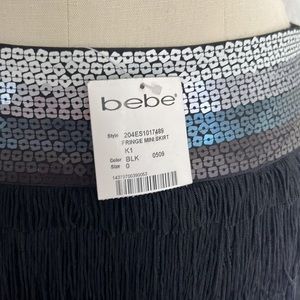 bebe
Style 204ES1017489
FRINGE MINI SKIRT
K1
Color BLK 0509
Size 0